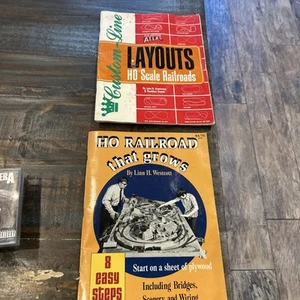 Custom-Line
ATLAS
LAYOUTS
HO Scale Railroads
HO RAILROAD
that grows
By Linn H. Westcott
8
easy
steps
Start on a sheet of plywood
Including Bridges,
Scenery and Wiring